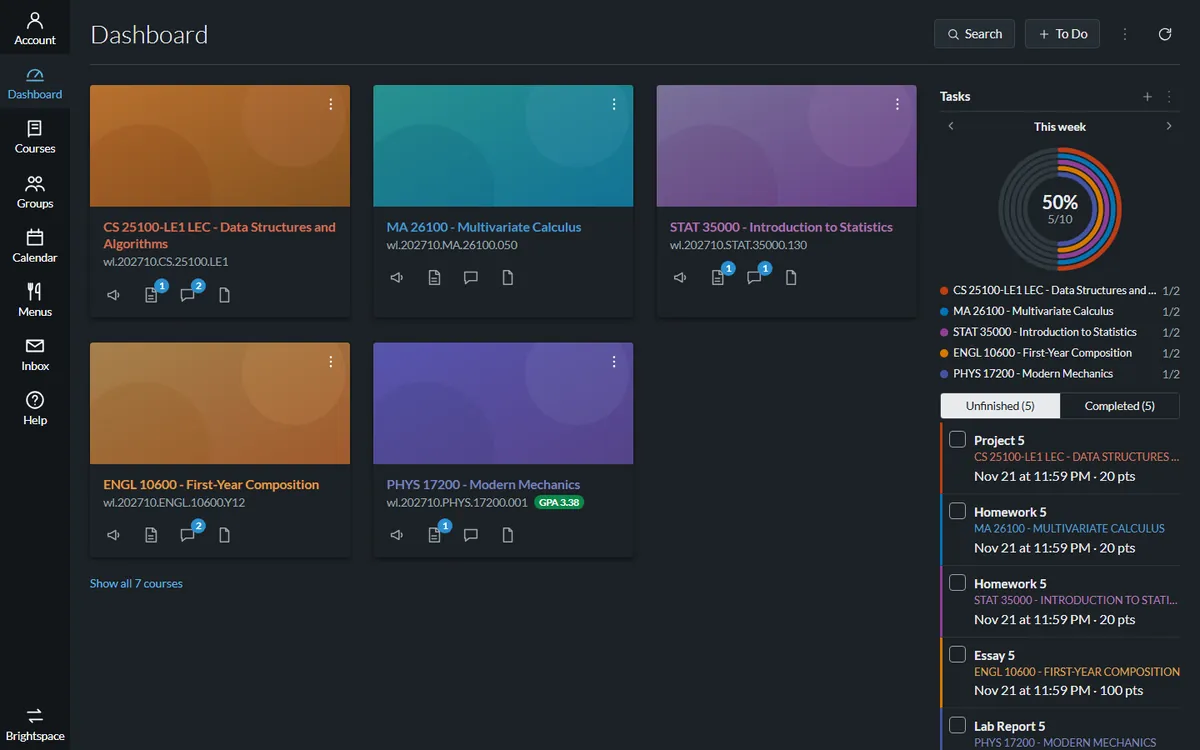 Account
Dashboard
Courses
Groups
Calendar
Menus
Inbox
Help
Brightspace
Dashboard
Search
+ To Do
CS 25100-LE1 LEC - Data Structures and
Algorithms
wl.202710.CS.25100.LE1
1
2
MA 26100 - Multivariate Calculus
wl.202710.MA.26100.050
STAT 35000 - Introduction to Statistics
wl.202710.STAT.35000.130
1
1
ENGL 10600 - First-Year Composition
wl.202710.ENGL.10600.Y12
2
PHYS 17200 - Modern Mechanics
wl.202710.PHYS.17200.001 GPA 3.38
1
Show all 7 courses
Tasks
This week
50%
5/10
CS 25100-LE1 LEC - Data Structures and ... 1/2
MA 26100 - Multivariate Calculus 1/2
STAT 35000 - Introduction to Statistics 1/2
ENGL 10600 - First-Year Composition 1/2
PHYS 17200 - Modern Mechanics 1/2
Unfinished (5) Completed (5)
Project 5
CS 25100-LE1 LEC - DATA STRUCTURES ...
Nov 21 at 11:59 PM · 20 pts
Homework 5
MA 26100 - MULTIVARIATE CALCULUS
Nov 21 at 11:59 PM · 20 pts
Homework 5
STAT 35000 - INTRODUCTION TO STATI...
Nov 21 at 11:59 PM · 20 pts
Essay 5
ENGL 10600 - FIRST-YEAR COMPOSITION
Nov 21 at 11:59 PM · 100 pts
Lab Report 5
PHYS 17200 - MODERN MECHANICS